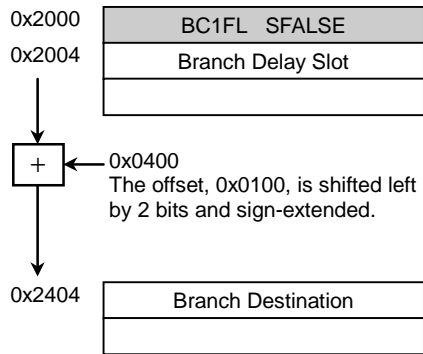 0x2000 BC1FL SFALSE
0x2004 Branch Delay Slot
+
0x0400
The offset, 0x0100, is shifted left
by 2 bits and sign-extended.
0x2404 Branch Destination